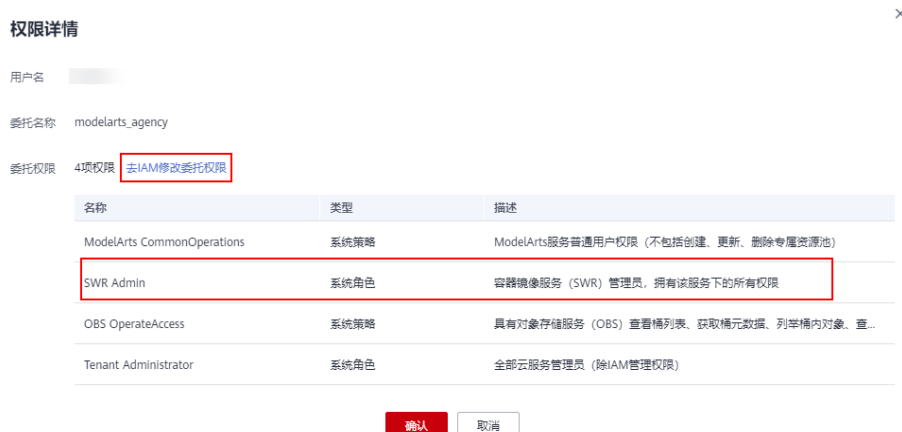 权限详情
用户名
委托名称 modelarts_agency
委托权限 4项权限 去IAM修改委托权限
名称 类型 描述
ModelArts CommonOperations 系统策略 ModelArts服务普通用户权限（不包括创建、更新、删除专属资源池）
SWR Admin 系统角色 容器镜像服务（SWR）管理员，拥有该服务下的所有权限
OBS OperateAccess 系统策略 具有对象存储服务（OBS）查看桶列表、获取桶元数据、列举桶内对象、查...
Tenant Administrator 系统角色 全部云服务管理员（除IAM管理权限）
确认 取消